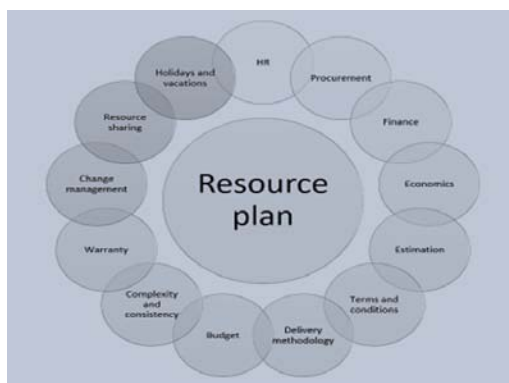 Resource
plan
HR
Procurement
Finance
Economics
Estimation
Terms and
conditions
Delivery
methodology
Budget
Complexity
and
consistency
Warranty
Change
management
Resource
sharing
Holidays and
vacations